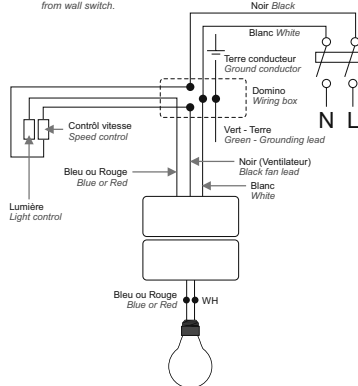 from wall switch.
Noir Black
Blanc White
Terre conducteur
Ground conductor
Domino
Wiring box
N L
Contrôl vitesse
Speed control
Vert - Terre
Green - Grounding lead
Bleu ou Rouge
Blue or Red
Noir (Ventilateur)
Black fan lead
Blanc
White
Lumière
Light control
Bleu ou Rouge
Blue or Red
WH